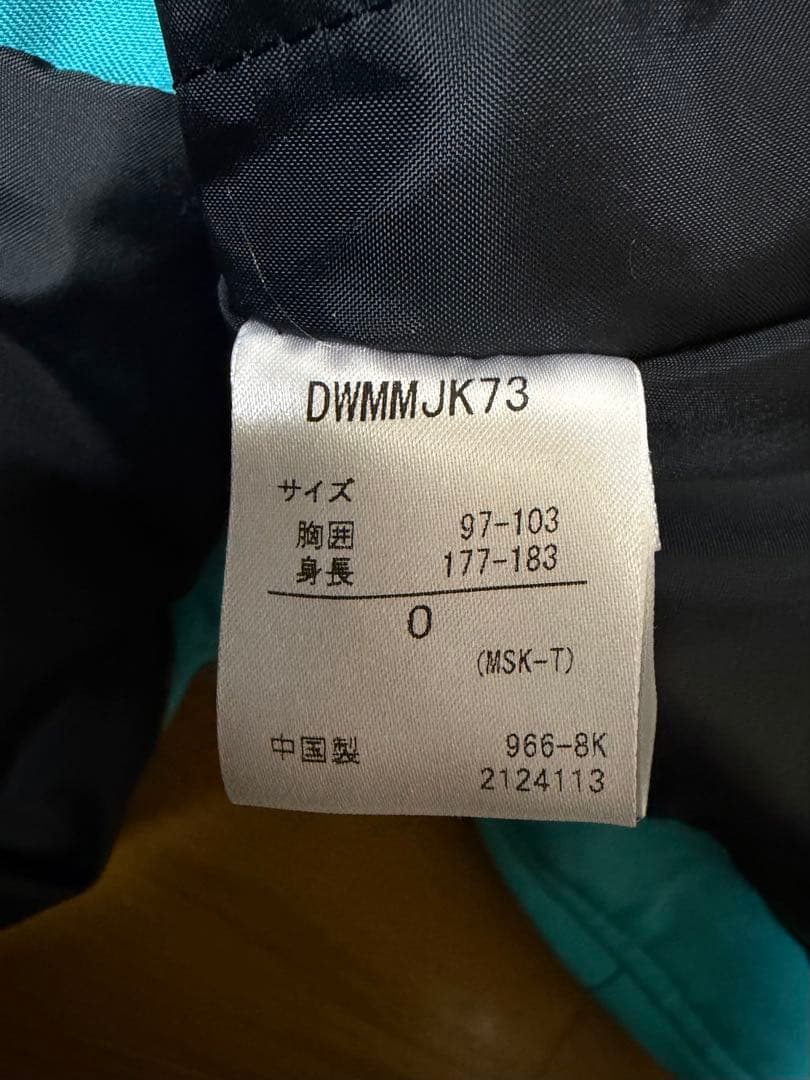 DWMMJK73
サイズ
胸囲 97-103
身長 177-183
O
(MSK-T)
中国製 966-8K
2124113